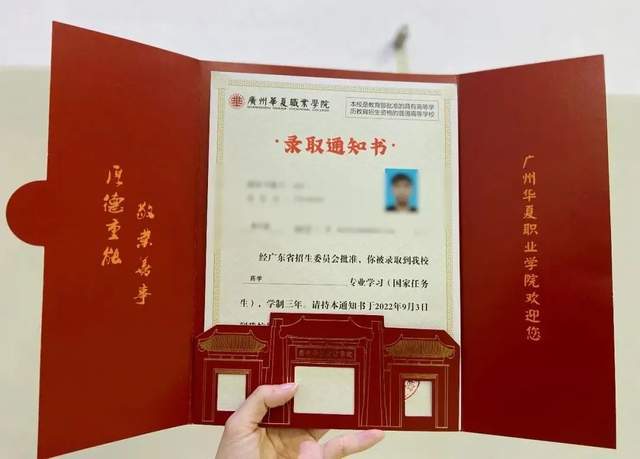 厚德重能
敬業善事
廣州華夏職業學院
本校是教育部批准的具有高等学
历教育招生资格的普通高等学校
·录取通知书·
经广东省招生委员会批准，你被录取到我校
药学
专业学习（国家任务
生），学制三年。请持本通知书于2022年9月3日
广州华夏职业学院欢迎您